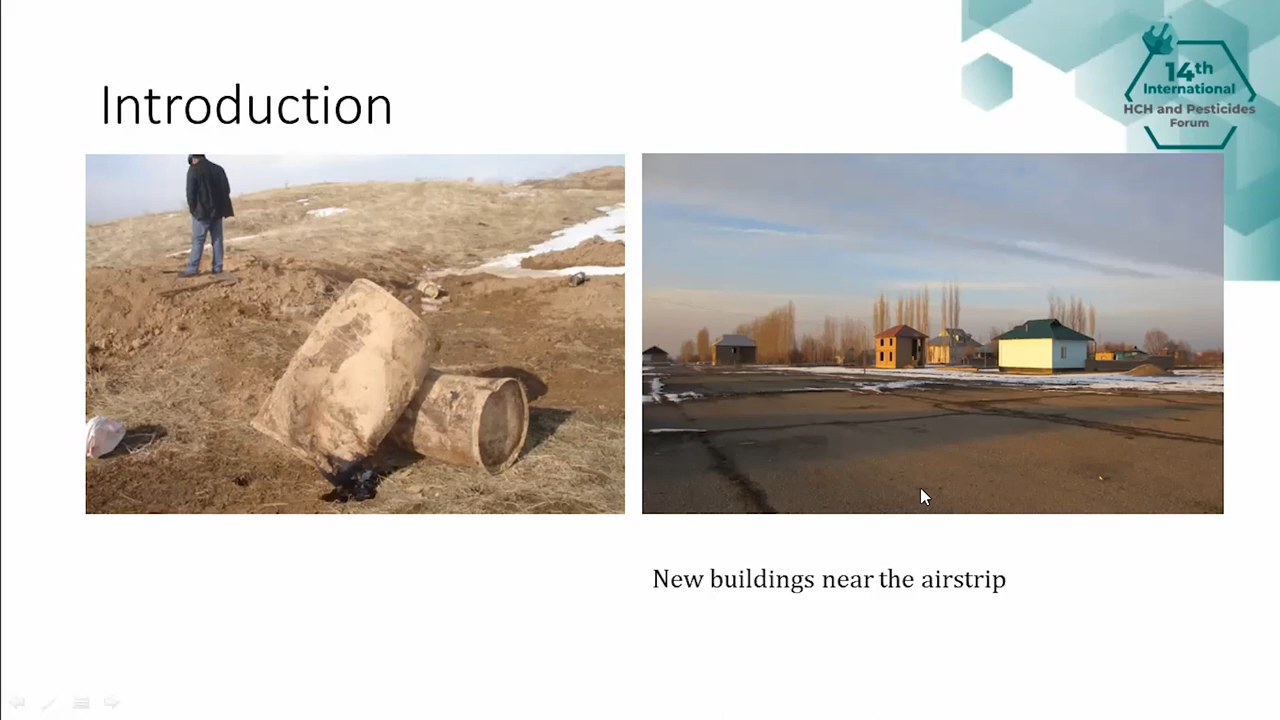 Introduction
14th
International
HCH and Pesticides
Forum
New buildings near the airstrip